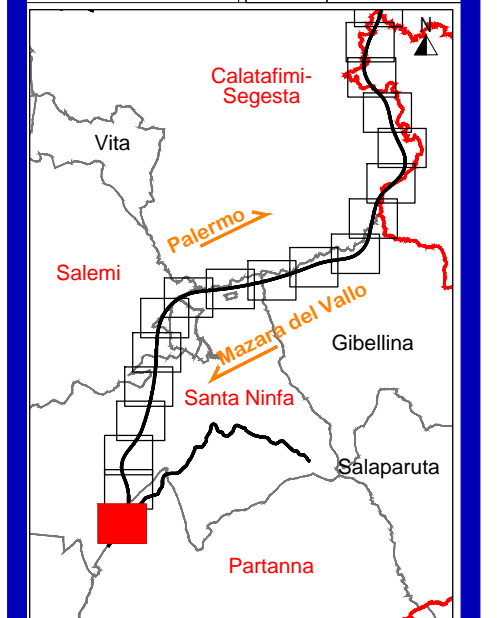 N
Calatafimi-
Segesta
Vita
Palermo
Salemi
Mazara del Vallo
Gibellina
Santa Ninfa
Salaparuta
Partanna